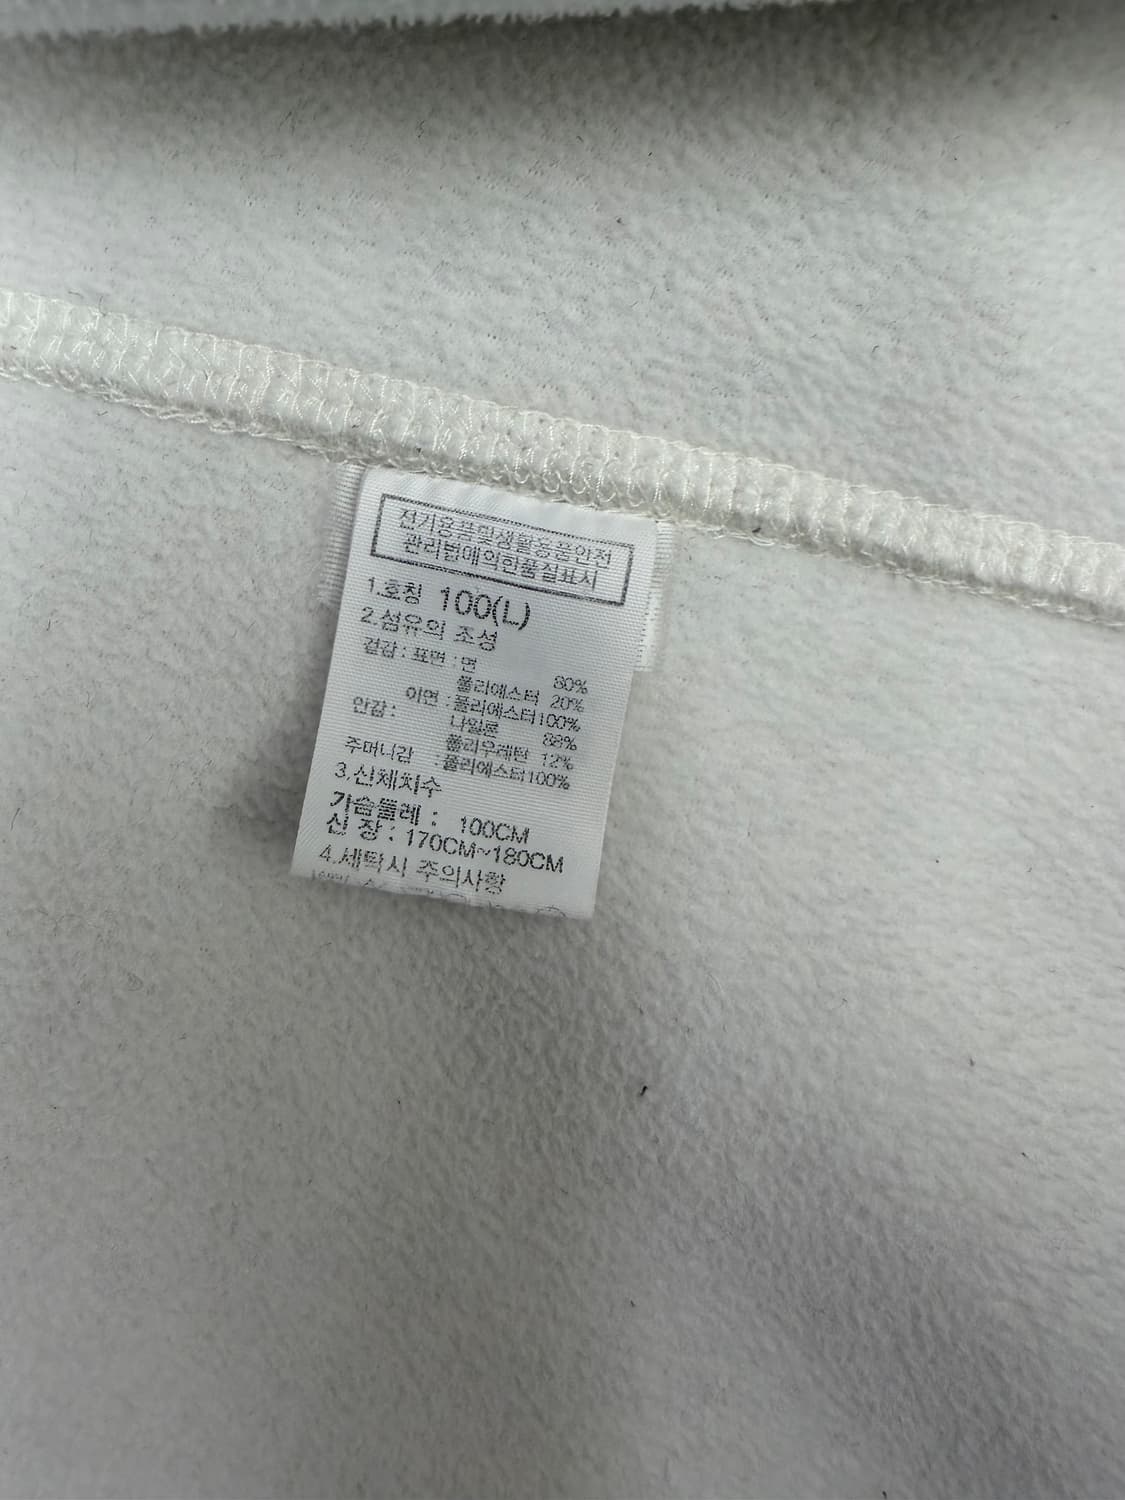 전기용품및생활용품안전
관리법에의한품질표시
1.호칭 100(L)
2.섬유의 조성
겉감 : 표면 : 면 80%
폴리에스터 20%
이면 : 폴리에스터100%
안감 : 나일론 88%
폴리우레탄 12%
주머니감 : 폴리에스터100%
3.신체치수
가슴둘레 : 100CM
신 장 : 170CM~180CM
4.세탁시 주의사항